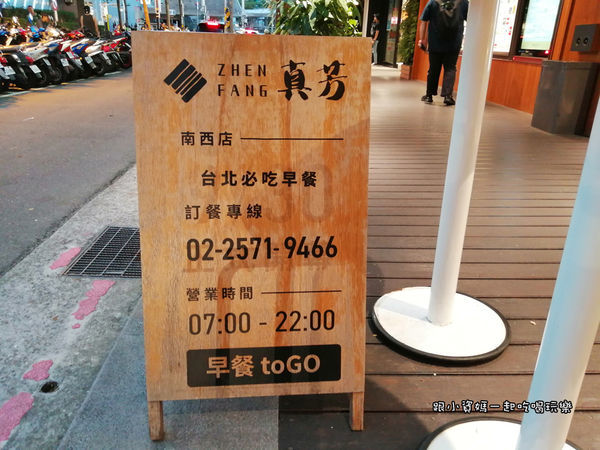 ZHEN
FANG 真芳
南西店
台北必吃早餐
訂餐專線
02-2571-9466
營業時間
07:00 - 22:00
早餐 toGO
跟小資媽一起吃喝玩樂